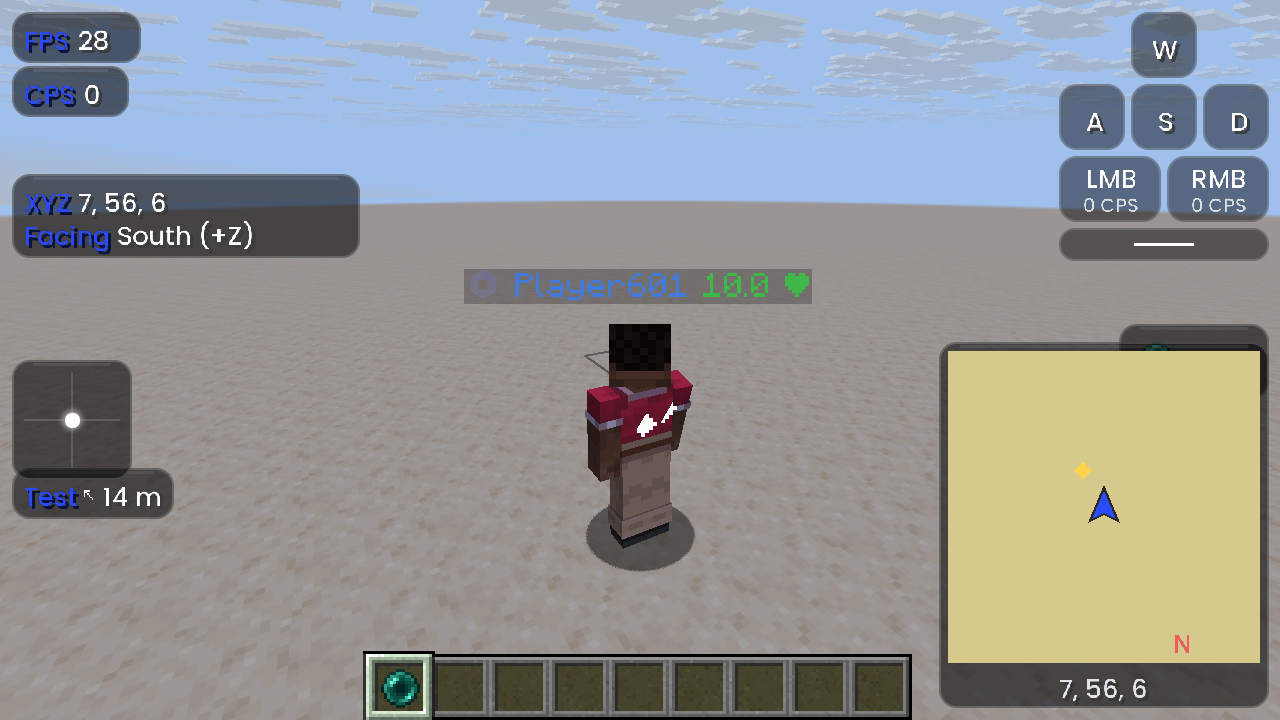 FPS 28
CPS 0
W
A S D
LMB
0 CPS
RMB
0 CPS
XYZ 7, 56, 6
Facing South (+Z)
Player601 10.0
Test 14 m
N
7, 56, 6